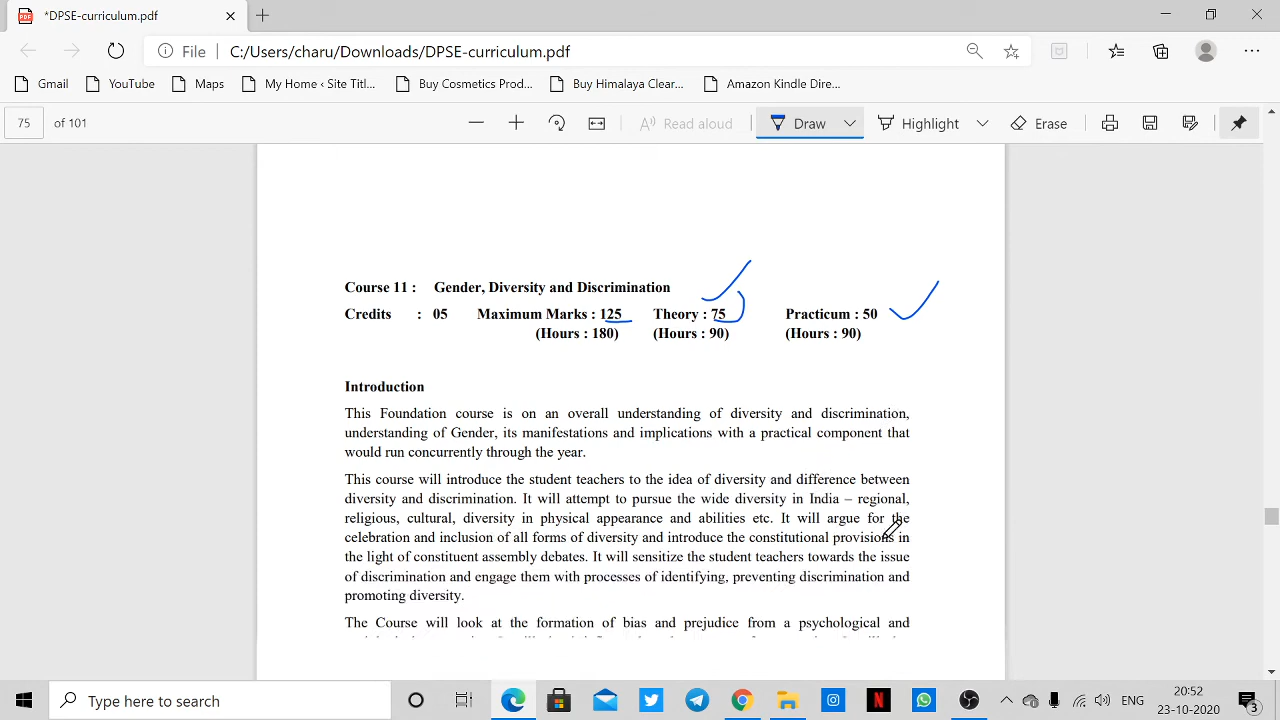 *DPSE-curriculum.pdf
File C:/Users/charu/Downloads/DPSE-curriculum.pdf
Gmail YouTube Maps My Home ‹ Site Titl... Buy Cosmetics Prod... Buy Himalaya Clear... Amazon Kindle Dire...
75 of 101 Read aloud Draw Highlight Erase
Course 11 : Gender, Diversity and Discrimination
Credits : 05 Maximum Marks : 125 Theory : 75 Practicum : 50
(Hours : 180) (Hours : 90) (Hours : 90)
Introduction
This Foundation course is on an overall understanding of diversity and discrimination,
understanding of Gender, its manifestations and implications with a practical component that
would run concurrently through the year.
This course will introduce the student teachers to the idea of diversity and difference between
diversity and discrimination. It will attempt to pursue the wide diversity in India – regional,
religious, cultural, diversity in physical appearance and abilities etc. It will argue for the
celebration and inclusion of all forms of diversity and introduce the constitutional provisions in
the light of constituent assembly debates. It will sensitize the student teachers towards the issue
of discrimination and engage them with processes of identifying, preventing discrimination and
promoting diversity.
The Course will look at the formation of bias and prejudice from a psychological and
Type here to search
ENG
20:52
23-10-2020
3